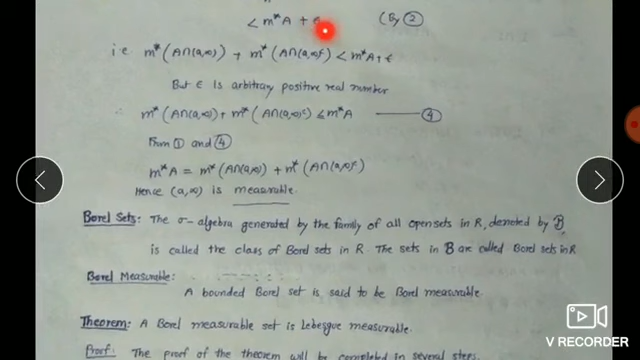 < m*A + ϵ (By ②)
i.e m*(A∩(a,∞)) + m*(A∩(a,∞)ᶜ) < m*A + ϵ
But ϵ is arbitrary positive real number
∴ m*(A∩(a,∞)) + m*(A∩(a,∞)ᶜ) ≤ m*A —— ④
From ① and ④
m*A = m*(A∩(a,∞)) + m*(A∩(a,∞)ᶜ)
Hence (a,∞) is measurable.
Borel Sets: The σ-algebra generated by the family of all open sets in R, denoted by B,
is called the class of Borel sets in R. The sets in B are called Borel sets in R
Borel Measurable:
A bounded Borel set is said to be Borel measurable.
Theorem: A Borel measurable set is Lebesgue measurable.
Proof: The proof of the theorem will be completed in several steps.
V RECORDER